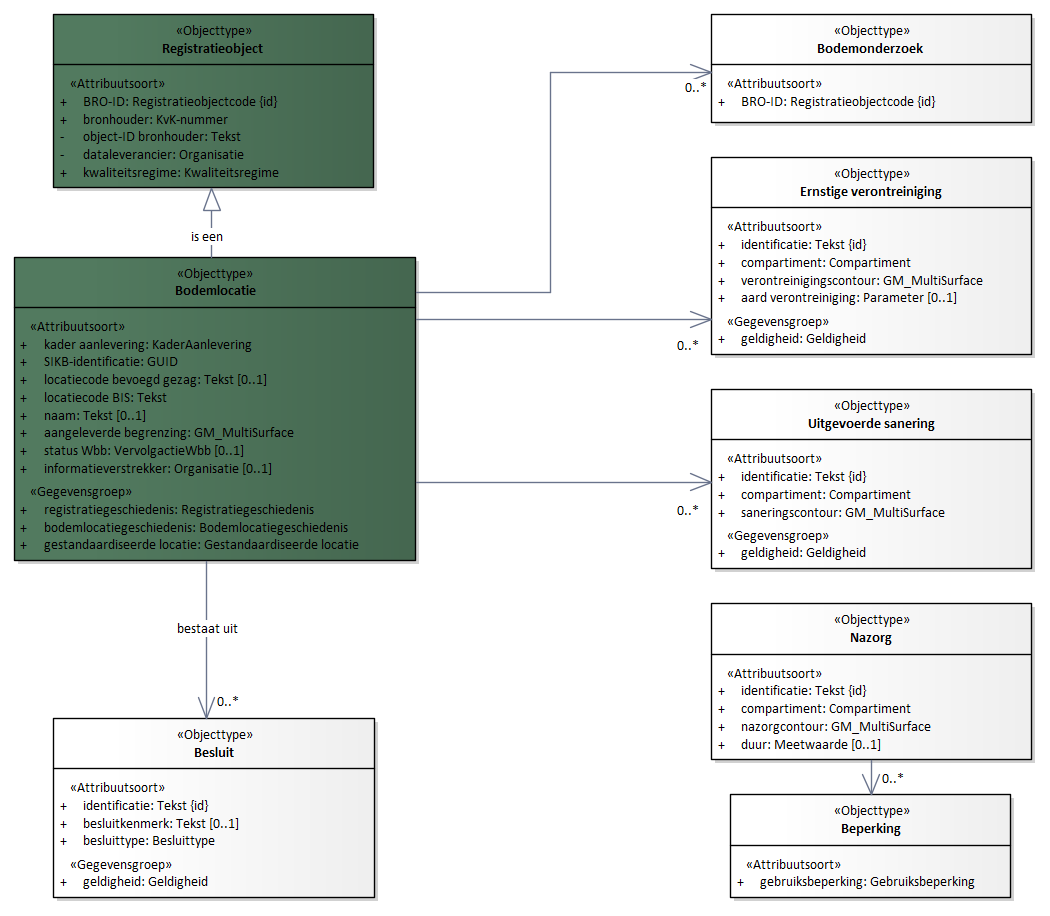 «Objecttype»
Registratieobject
«Attribuutsoort»
+ BRO-ID: Registratieobjectcode {id}
+ bronhouder: KvK-nummer
- object-ID bronhouder: Tekst
- dataleverancier: Organisatie
+ kwaliteitsregime: Kwaliteitsregime
is een
«Objecttype»
Bodemlocatie
«Attribuutsoort»
+ kader aanlevering: KaderAanlevering
+ SIKB-identificatie: GUID
+ locatiecode bevoegd gezag: Tekst [0..1]
+ locatiecode BIS: Tekst
+ naam: Tekst [0..1]
+ aangeleverde begrenzing: GM_MultiSurface
+ status Wbb: VervolgactieWbb [0..1]
+ informatieverstrekker: Organisatie [0..1]
«Gegevensgroep»
+ registratiegeschiedenis: Registratiegeschiedenis
+ bodemlocatiegeschiedenis: Bodemlocatiegeschiedenis
+ gestandaardiseerde locatie: Gestandaardiseerde locatie
bestaat uit
0..*
«Objecttype»
Besluit
«Attribuutsoort»
+ identificatie: Tekst {id}
+ besluitkenmerk: Tekst [0..1]
+ besluittype: Besluittype
«Gegevensgroep»
+ geldigheid: Geldigheid
0..*
«Objecttype»
Bodemonderzoek
«Attribuutsoort»
+ BRO-ID: Registratieobjectcode {id}
0..*
«Objecttype»
Ernstige verontreiniging
«Attribuutsoort»
+ identificatie: Tekst {id}
+ compartiment: Compartiment
+ verontreinigingscontour: GM_MultiSurface
+ aard verontreiniging: Parameter [0..1]
«Gegevensgroep»
+ geldigheid: Geldigheid
0..*
«Objecttype»
Uitgevoerde sanering
«Attribuutsoort»
+ identificatie: Tekst {id}
+ compartiment: Compartiment
+ saneringscontour: GM_MultiSurface
«Gegevensgroep»
+ geldigheid: Geldigheid
«Objecttype»
Nazorg
«Attribuutsoort»
+ identificatie: Tekst {id}
+ compartiment: Compartiment
+ nazorgcontour: GM_MultiSurface
+ duur: Meetwaarde [0..1]
0..*
«Objecttype»
Beperking
«Attribuutsoort»
+ gebruiksbeperking: Gebruiksbeperking